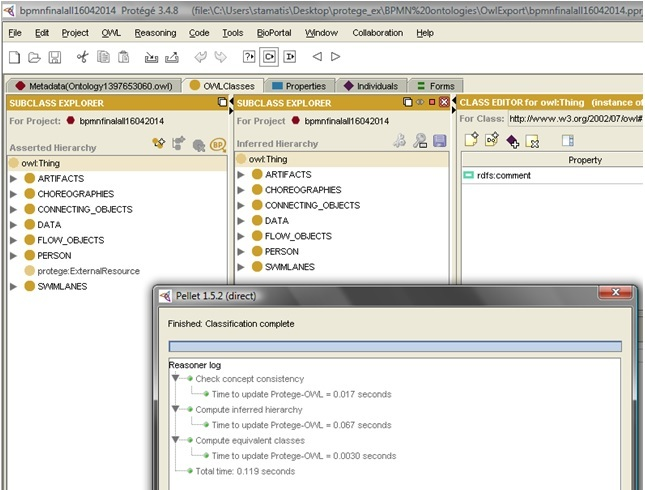 bpmnfinalall16042014 Protégé 3.4.8 (file:\C:\Users\stamatis\Desktop\protege_ex\BPMN%20ontologies\OwlExport\bpmnfinalall16042014.ppr
File Edit Project OWL Reasoning Code Tools BioPortal Window Collaboration Help
Metadata(Ontology1397653060.owl) OWLClasses Properties Individuals Forms
SUBCLASS EXPLORER
For Project: bpmnfinalall16042014
Asserted Hierarchy
owl:Thing
ARTIFACTS
CHOREOGRAPHIES
CONNECTING_OBJECTS
DATA
FLOW_OBJECTS
PERSON
protege:ExternalResource
SWIMLANES
SUBCLASS EXPLORER
For Project: bpmnfinalall16042014
Inferred Hierarchy
owl:Thing
ARTIFACTS
CHOREOGRAPHIES
CONNECTING_OBJECTS
DATA
FLOW_OBJECTS
PERSON
SWIMLANES
CLASS EDITOR for owl:Thing (instance of
For Class: http://www.w3.org/2002/07/owl#
Property
rdfs:comment
Pellet 1.5.2 (direct)
Finished: Classification complete
Reasoner log
Check concept consistency
Time to update Protege-OWL = 0.017 seconds
Compute inferred hierarchy
Time to update Protege-OWL = 0.067 seconds
Compute equivalent classes
Time to update Protege-OWL = 0.0030 seconds
Total time: 0.119 seconds